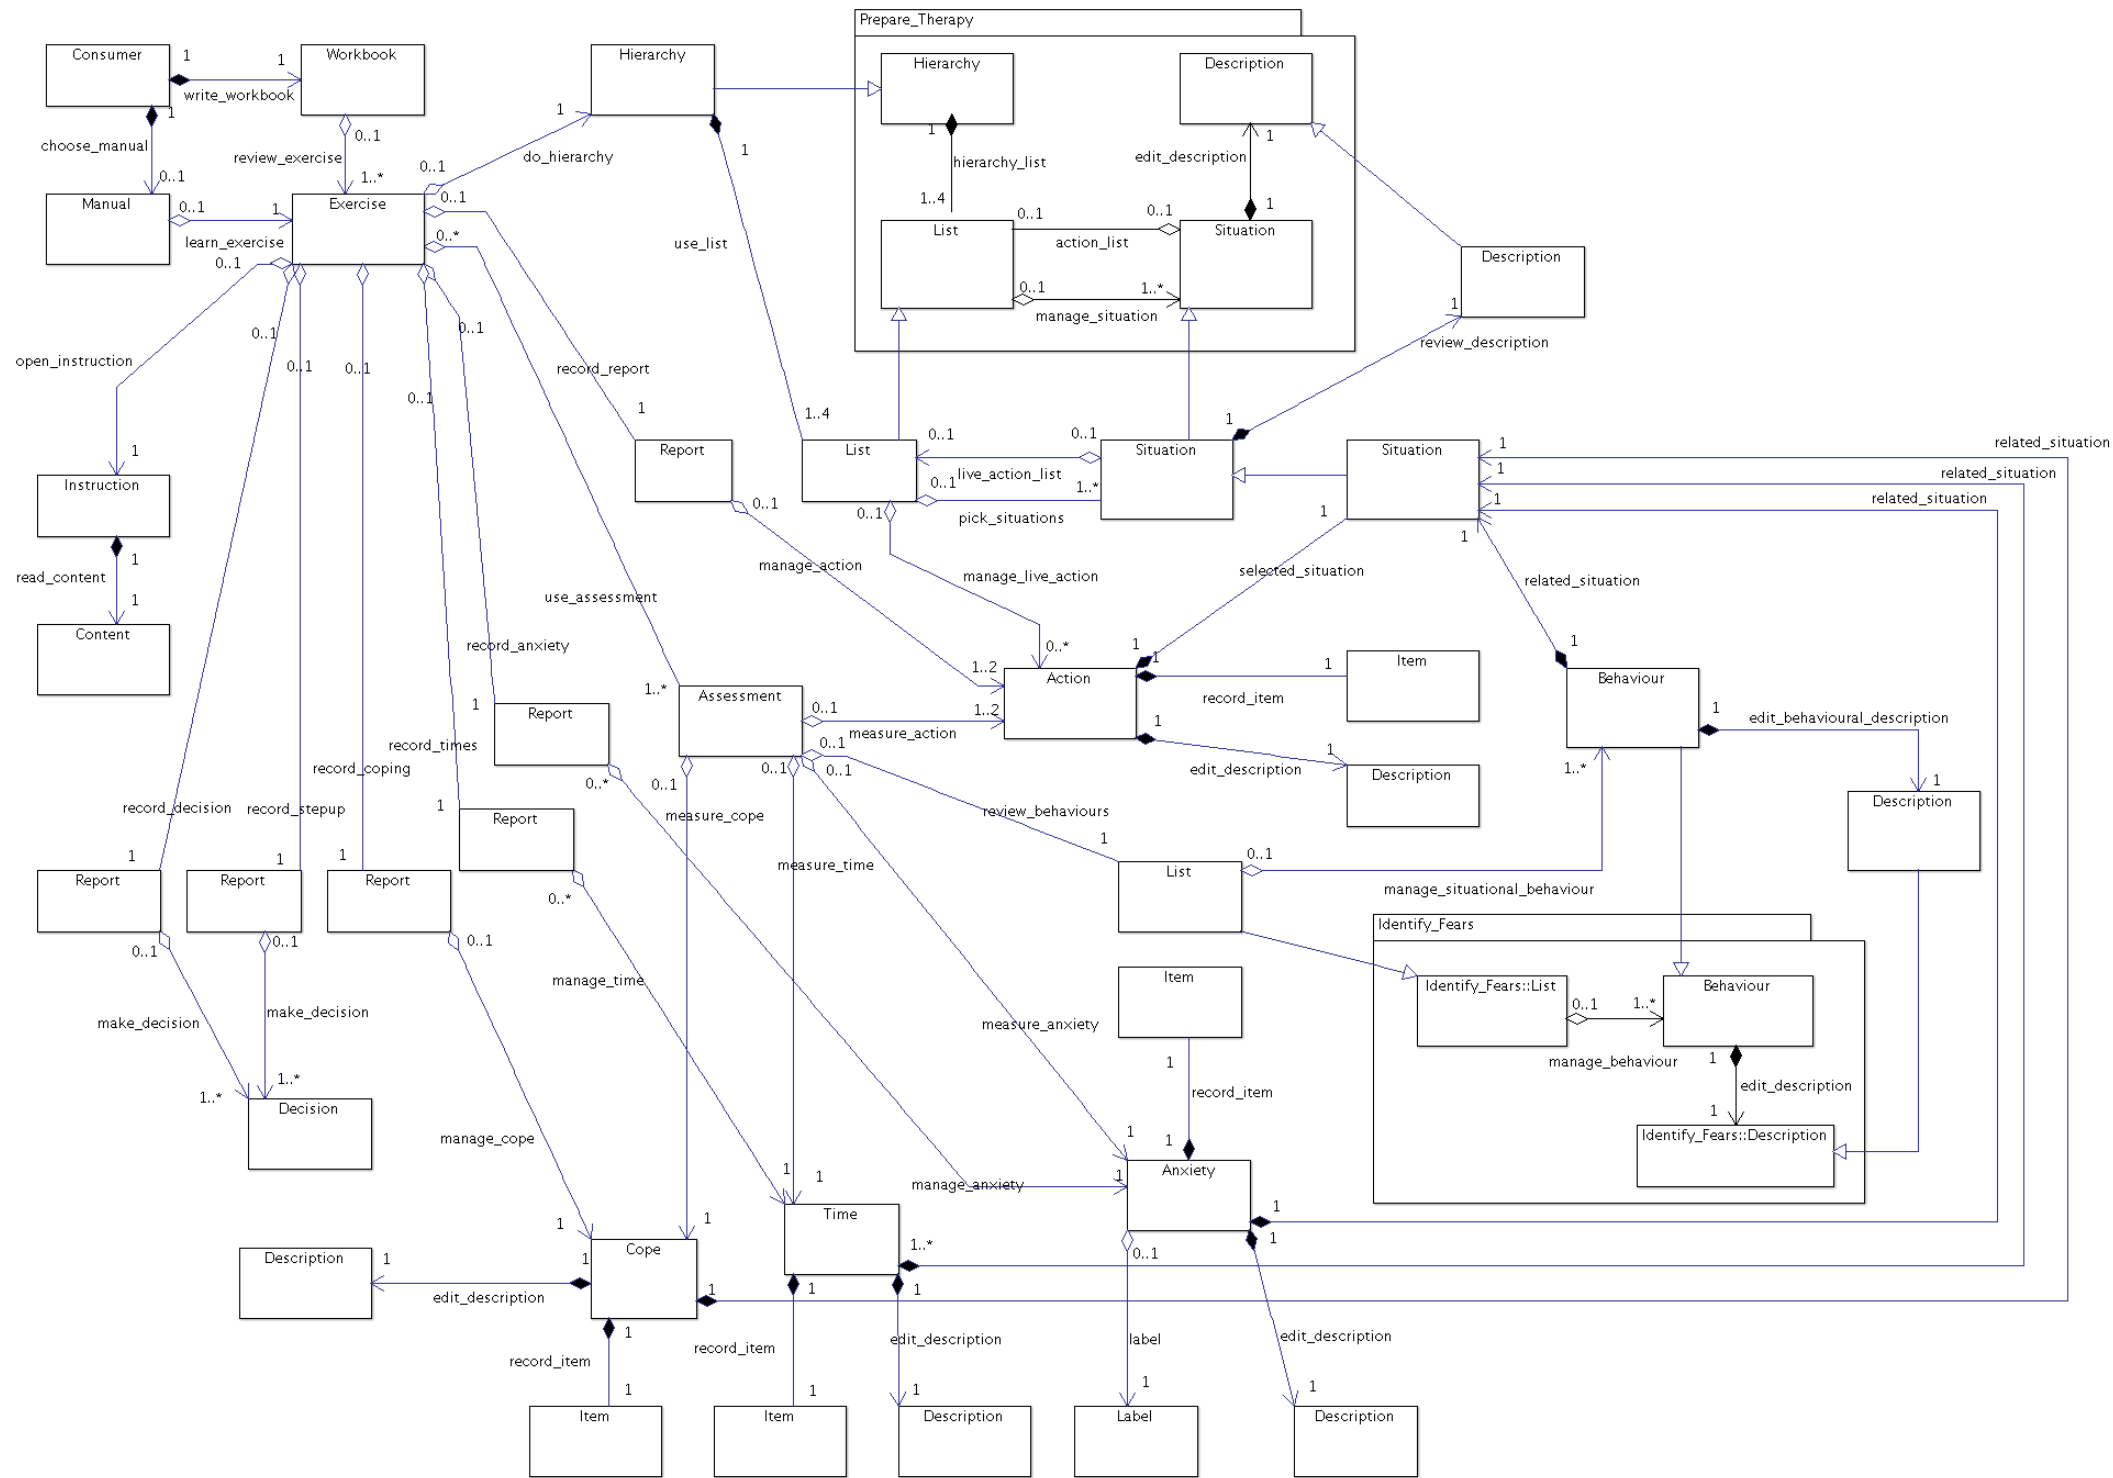 Prepare_Therapy
Consumer
1
1
Workbook
Hierarchy
Hierarchy
Description
write_workbook
1
1
0..1
choose_manual
review_exercise
0..1
do_hierarchy
1
1
edit_description
hierarchy_list
1
0..1
1..*
0..1
1..4
Manual
0..1
1
Exercise
0..1
0..1
0..1
1
List
Situation
learn_exercise
0..*
use_list
action_list
Description
0..1
0..1
1..*
manage_situation
1
0..1
0..1
review_description
open_instruction
0..1
0..1
record_report
0..1
1
1..4
1
1
Report
List
0..1
0..1
Situation
Situation
1
related_situation
live_action_list
1
related_situation
Instruction
0..1
0..1
1..*
1
related_situation
0..1
pick_situations
1
1
1
read_content
manage_action
manage_live_action
selected_situation
related_situation
1
use_assessment
Content
record_anxiety
0..*
1
1
1
1
Item
1..2
Action
Behaviour
1..*
Assessment
record_item
1
Report
0..1
1..2
1
1
edit_behavioural_description
record_times
measure_action
0..1
1
record_coping
0..1
0..1
0..1
edit_description
Description
1..*
1
0..*
record_decision
record_stepup
1
Report
measure_cope
review_behaviours
Description
1
1
1
1
measure_time
0..1
Report
Report
Report
List
manage_situational_behaviour
0..*
Identify_Fears
0..1
0..1
0..1
manage_time
Item
Identify_Fears::List
Behaviour
0..1
1..*
make_decision
make_decision
measure_anxiety
1
manage_behaviour
1
1..*
1..*
record_item
edit_description
Decision
1
Identify_Fears::Description
manage_cope
1
1
1
1
1
Anxiety
manage_anxiety
1
Time
1
1
1
Description
1
1
Cope
1..*
0..1
1
edit_description
1
1
1
1
record_item
record_item
edit_description
label
edit_description
1
1
1
1
1
Item
Item
Description
Label
Description